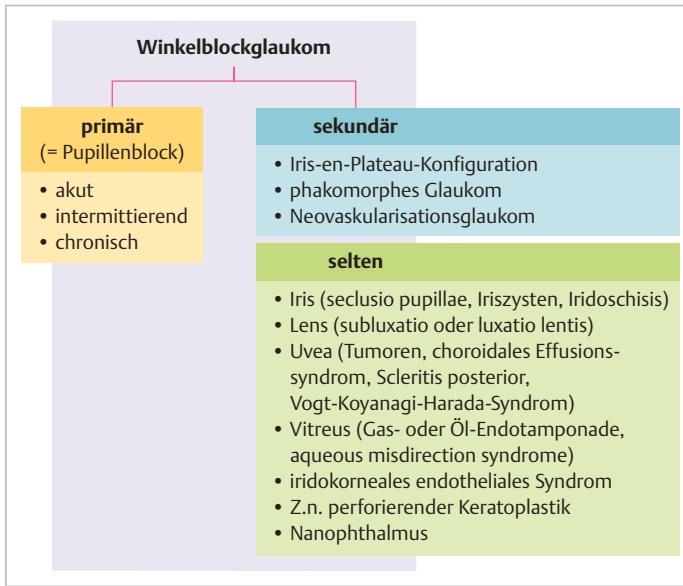 Winkelblockglaukom
primär
(= Pupillenblock)
• akut
• intermittierend
• chronisch
sekundär
• Iris-en-Plateau-Konfiguration
• phakomorphes Glaukom
• Neovaskularisationsglaukom
selten
• Iris (seclusio pupillae, Iriszysten, Iridoschisis)
• Lens (subluxatio oder luxatio lentis)
• Uvea (Tumoren, choroidales Effusions-
syndrom, Scleritis posterior,
Vogt-Koyanagi-Harada-Syndrom)
• Vitreus (Gas- oder Öl-Endotamponade,
aqueous misdirection syndrome)
• iridokorneales endotheliales Syndrom
• Z.n. perforierender Keratoplastik
• Nanophthalmus